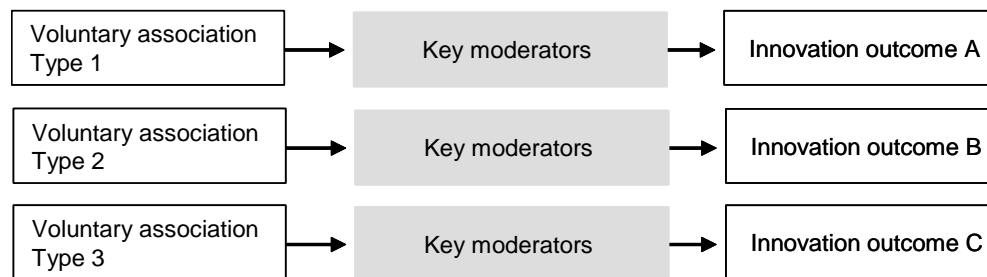 Voluntary association
Type 1
Key moderators
Innovation outcome A
Voluntary association
Type 2
Key moderators
Innovation outcome B
Voluntary association
Type 3
Key moderators
Innovation outcome C